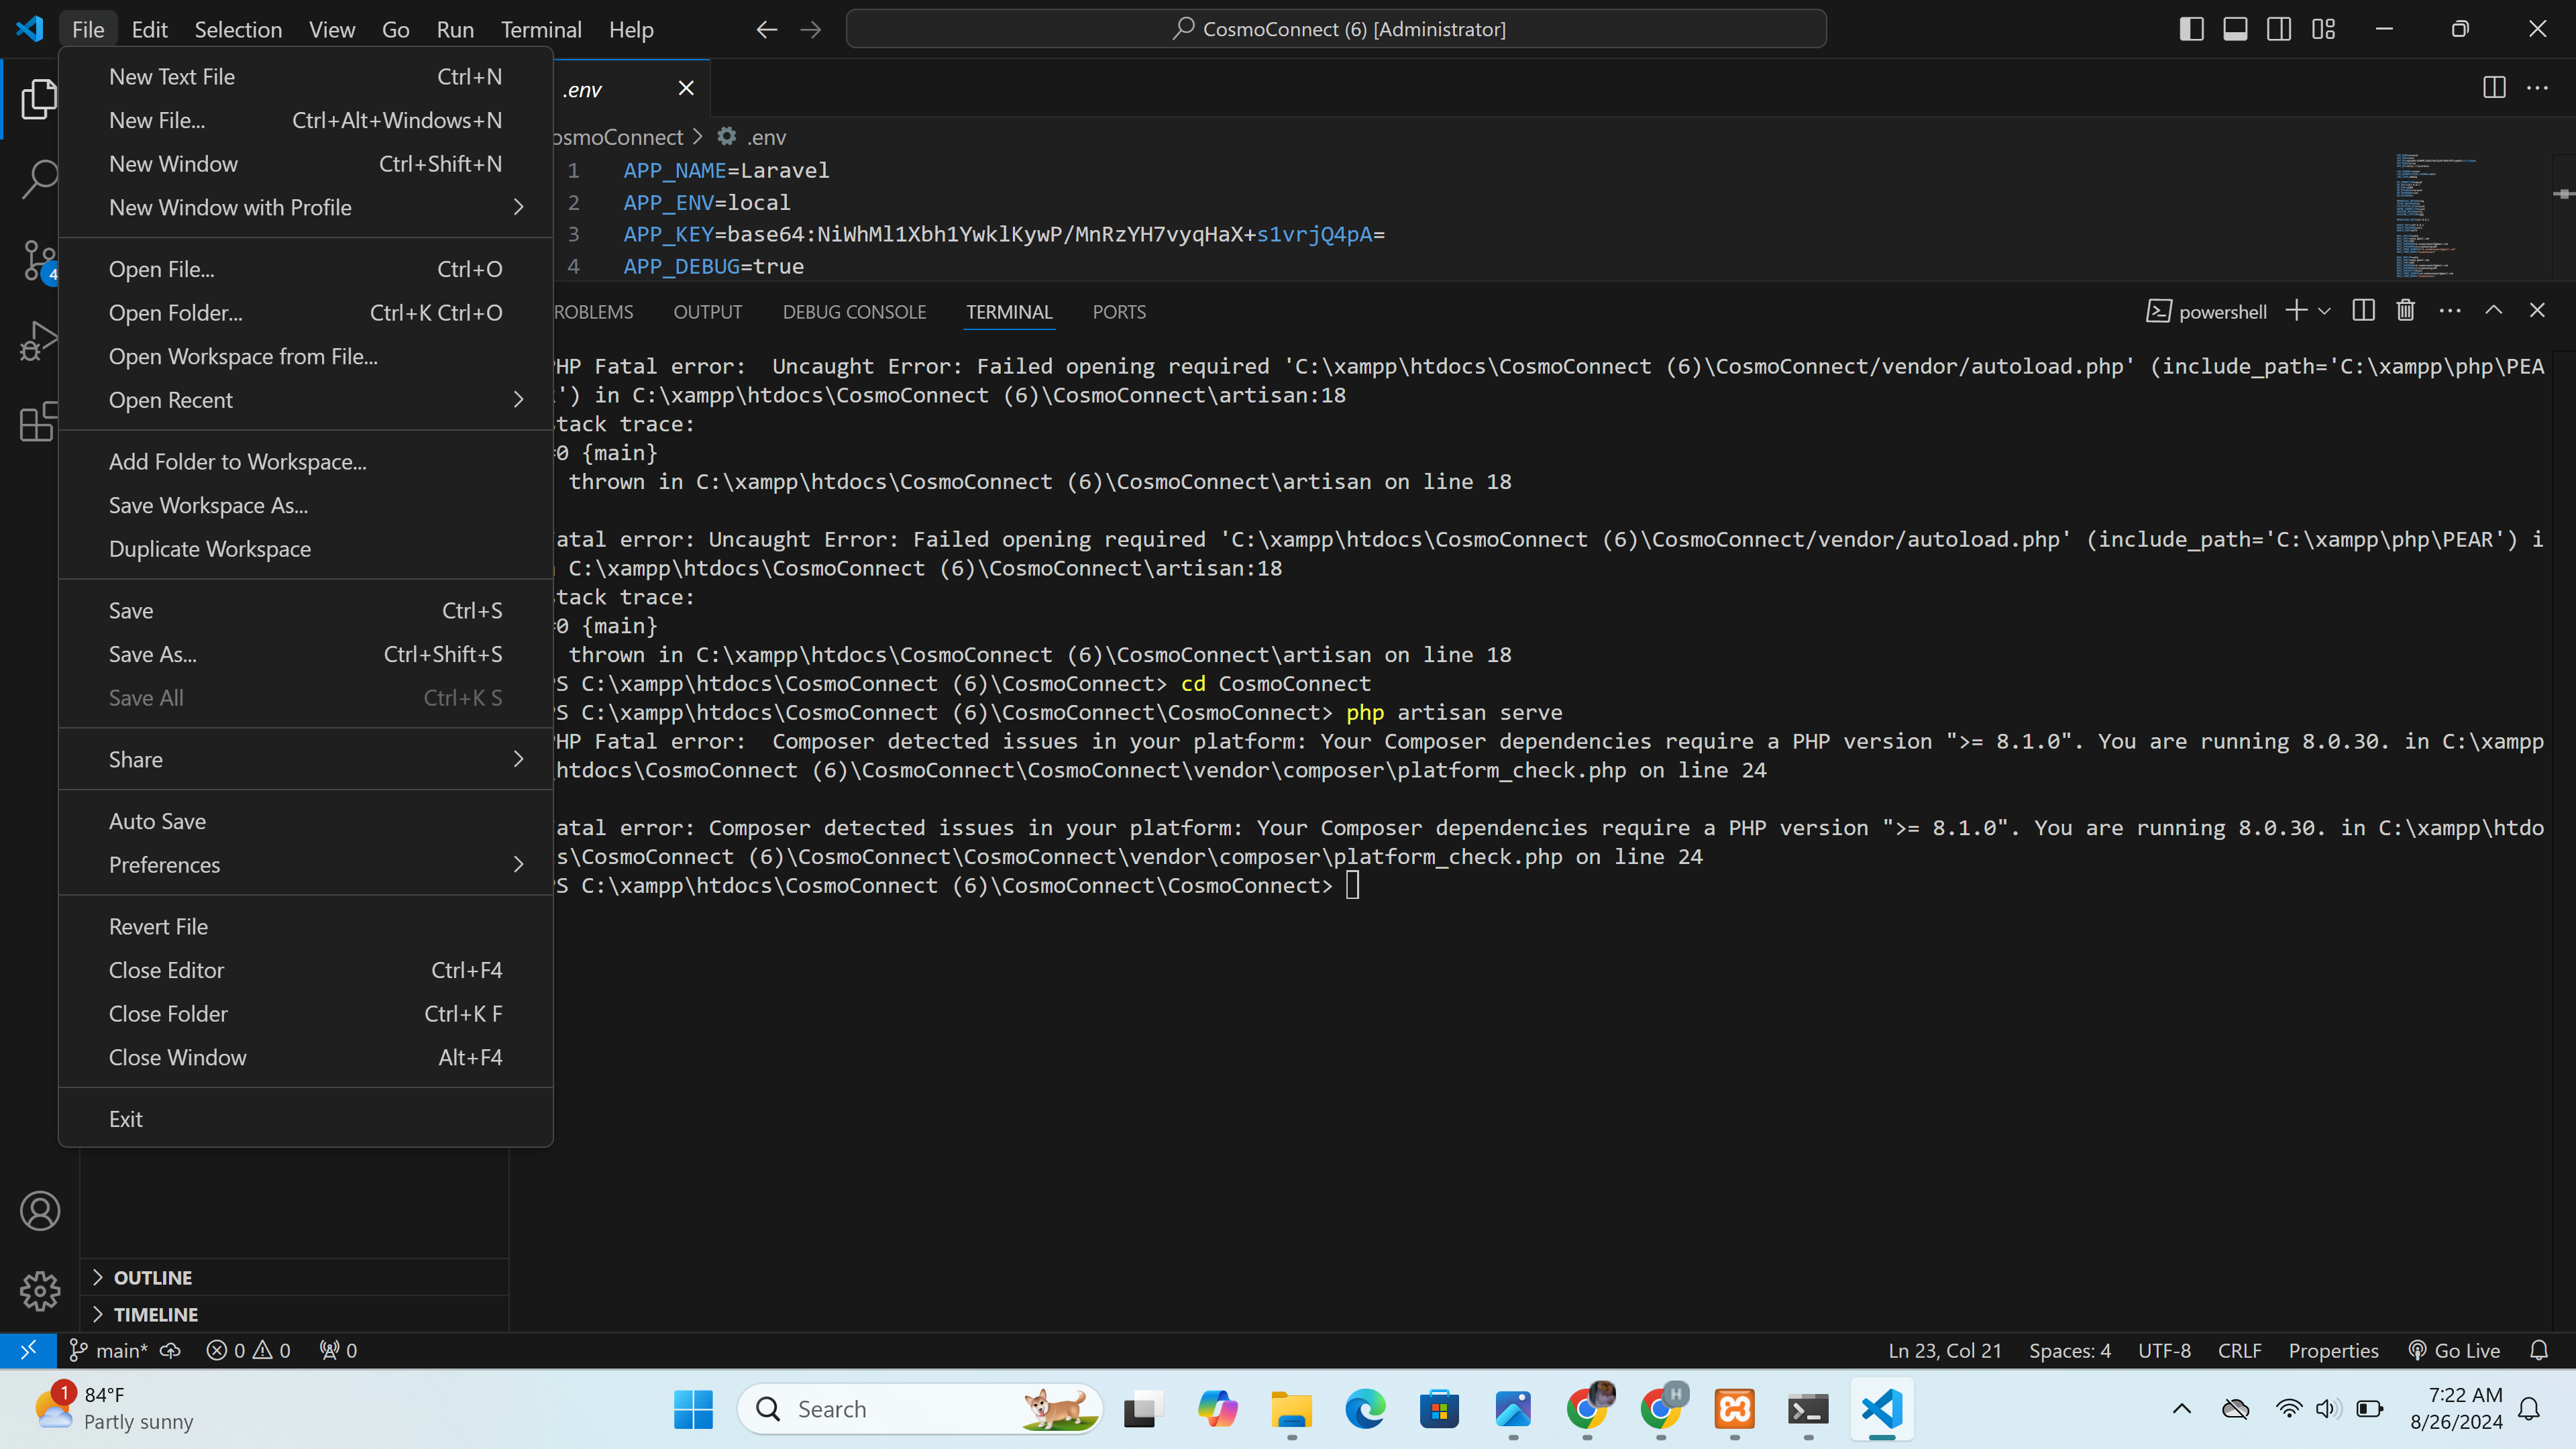 File Edit Selection View Go Run Terminal Help
CosmoConnect (6) [Administrator]
New Text File Ctrl+N
New File... Ctrl+Alt+Windows+N
New Window Ctrl+Shift+N
New Window with Profile
Open File... Ctrl+O
Open Folder... Ctrl+K Ctrl+O
Open Workspace from File...
Open Recent
Add Folder to Workspace...
Save Workspace As...
Duplicate Workspace
Save Ctrl+S
Save As... Ctrl+Shift+S
Save All Ctrl+K S
Share
Auto Save
Preferences
Revert File
Close Editor Ctrl+F4
Close Folder Ctrl+K F
Close Window Alt+F4
Exit
4
OUTLINE
TIMELINE
.env
osmoConnect > .env
1 APP_NAME=Laravel
2 APP_ENV=local
3 APP_KEY=base64:NiWhMl1Xbh1YwklKywP/MnRzYH7vyqHaX+s1vrjQ4pA=
4 APP_DEBUG=true
ROBLEMS OUTPUT DEBUG CONSOLE TERMINAL PORTS
powershell
PHP Fatal error:  Uncaught Error: Failed opening required 'C:\xampp\htdocs\CosmoConnect (6)\CosmoConnect/vendor/autoload.php' (include_path='C:\xampp\php\PEA
') in C:\xampp\htdocs\CosmoConnect (6)\CosmoConnect\artisan:18
tack trace:
#0 {main}
thrown in C:\xampp\htdocs\CosmoConnect (6)\CosmoConnect\artisan on line 18
atal error: Uncaught Error: Failed opening required 'C:\xampp\htdocs\CosmoConnect (6)\CosmoConnect/vendor/autoload.php' (include_path='C:\xampp\php\PEAR') i
C:\xampp\htdocs\CosmoConnect (6)\CosmoConnect\artisan:18
tack trace:
#0 {main}
thrown in C:\xampp\htdocs\CosmoConnect (6)\CosmoConnect\artisan on line 18
PS C:\xampp\htdocs\CosmoConnect (6)\CosmoConnect> cd CosmoConnect
PS C:\xampp\htdocs\CosmoConnect (6)\CosmoConnect\CosmoConnect> php artisan serve
PHP Fatal error:  Composer detected issues in your platform: Your Composer dependencies require a PHP version ">= 8.1.0". You are running 8.0.30. in C:\xampp
\htdocs\CosmoConnect (6)\CosmoConnect\CosmoConnect\vendor\composer\platform_check.php on line 24
atal error: Composer detected issues in your platform: Your Composer dependencies require a PHP version ">= 8.1.0". You are running 8.0.30. in C:\xampp\htdo
s\CosmoConnect (6)\CosmoConnect\CosmoConnect\vendor\composer\platform_check.php on line 24
PS C:\xampp\htdocs\CosmoConnect (6)\CosmoConnect\CosmoConnect>
main* 0 0 0
Ln 23, Col 21 Spaces: 4 UTF-8 CRLF Properties Go Live
1 84°F
Partly sunny
Search
H
7:22 AM
8/26/2024